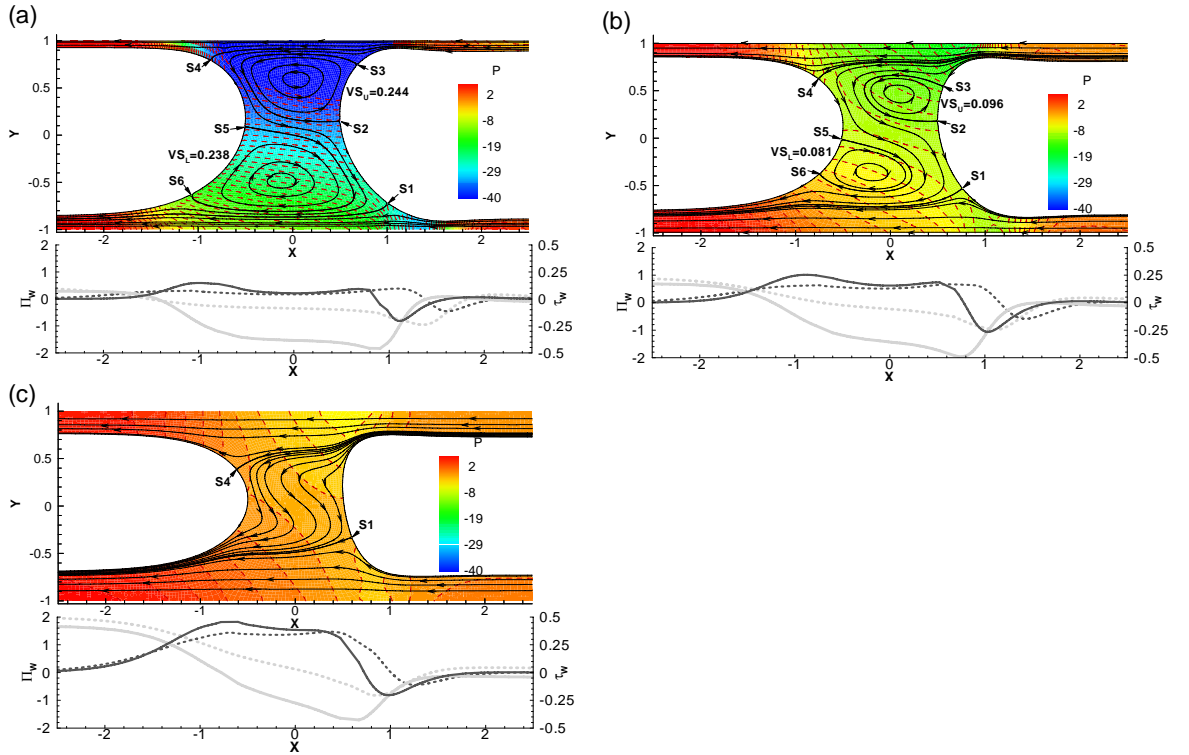 (a)
1
0.5
0
-0.5
-1
Y
S4
S3
VS_U=0.244
S5
S2
VS_L=0.238
S6
S1
P
2
-8
-19
-29
-40
-2
-1
0
1
2
X
2
1
0
1
2
Π_w
0.5
0.25
0
-0.25
-0.5
τ_w
-2
-1
0
1
2
X
(b)
1
0.5
0
-0.5
-1
Y
S4
S3
VS_U=0.096
S5
S2
VS_L=0.081
S6
S1
P
2
-8
-19
-29
-40
-2
-1
0
1
2
X
2
1
0
1
2
Π_w
0.5
0.25
0
-0.25
-0.5
τ_w
-2
-1
0
1
2
X
(c)
1
0.5
0
-0.5
-1
Y
S4
S1
P
2
-8
-19
-29
-40
-2
-1
0
1
2
X
2
1
0
1
2
Π_w
0.5
0.25
0
-0.25
-0.5
τ_w
-2
-1
0
1
2
X